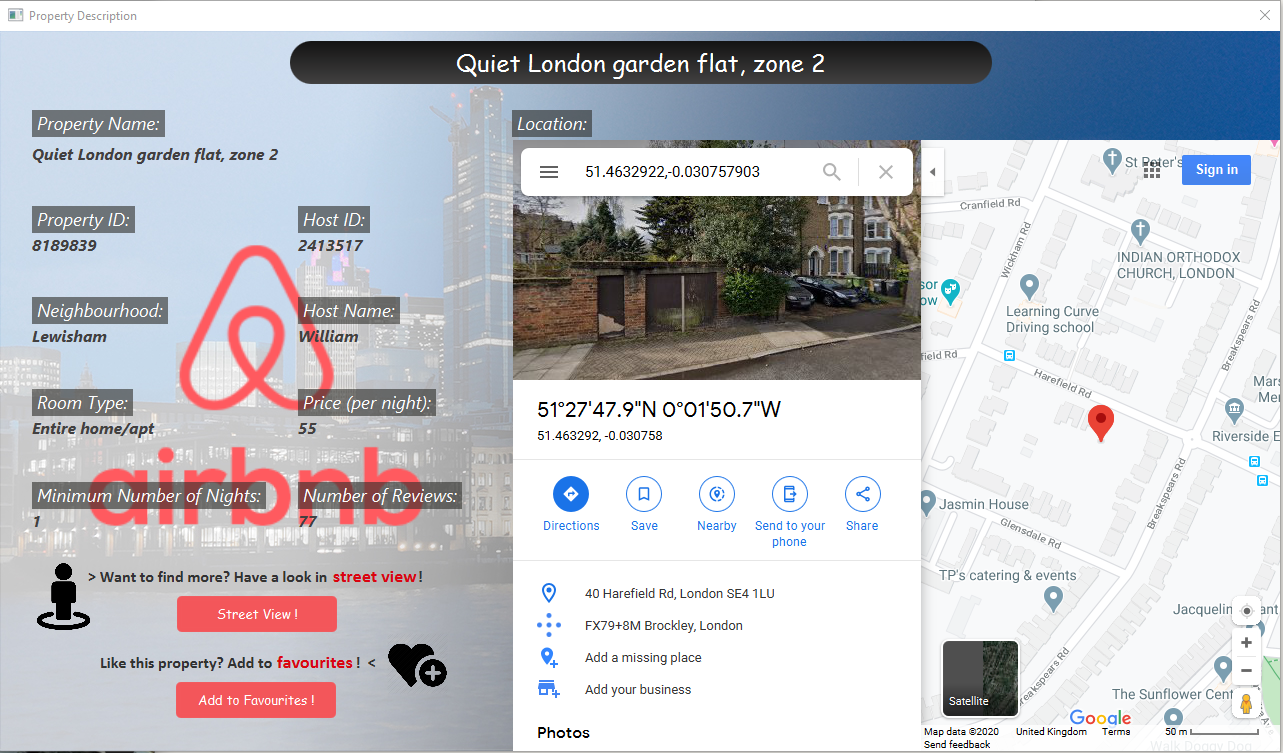 Property Description
Quiet London garden flat, zone 2
Property Name:
Quiet London garden flat, zone 2
Property ID:
8189839
Host ID:
2413517
Neighbourhood:
Lewisham
Host Name:
William
Room Type:
Entire home/apt
Price (per night):
55
airbnb
Minimum Number of Nights:
1
Number of Reviews:
77
> Want to find more? Have a look in street view!
Street View !
Like this property? Add to favourites ! <
Add to Favourites !
Location:
51.4632922,-0.030757903
51°27'47.9"N 0°01'50.7"W
51.463292, -0.030758
Directions
Save
Nearby
Send to your
phone
Share
40 Harefield Rd, London SE4 1LU
FX79+8M Brockley, London
Add a missing place
Add your business
Photos
St Peter's
Sign in
Cranfield Rd
Wickham Rd
INDIAN ORTHODOX
CHURCH, LONDON
Learning Curve
Driving school
Breakspears Rd
field Rd
Harefield Rd
Riverside E
Breakspears Rd
Jasmin House
Glensdale Rd
TP's catering & events
Breakspears Rd
The Sunflower Cent
Satellite
Google
Map data ©2020 United Kingdom Terms 50 m
Send feedback
Walk Doggy Dog